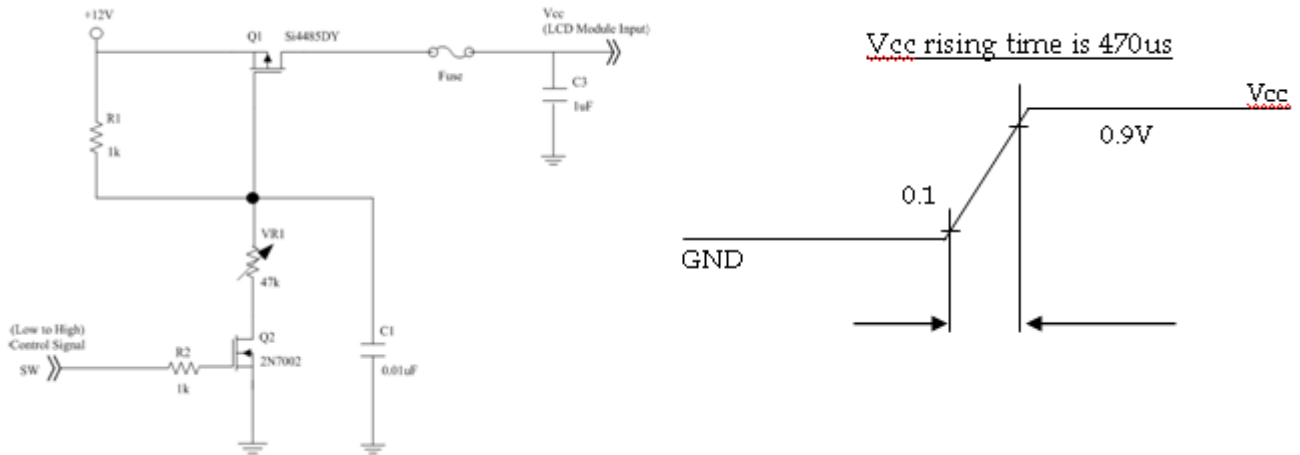 +12V
Q1
Si4485DY
Vcc
(LCD Module Input)
Fuse
C3
1uF
R1
1k
VR1
47k
(Low to High)
Control Signal
SW
R2
1k
Q2
2N7002
C1
0.01uF
Vcc rising time is 470us
Vcc
0.9V
0.1
GND